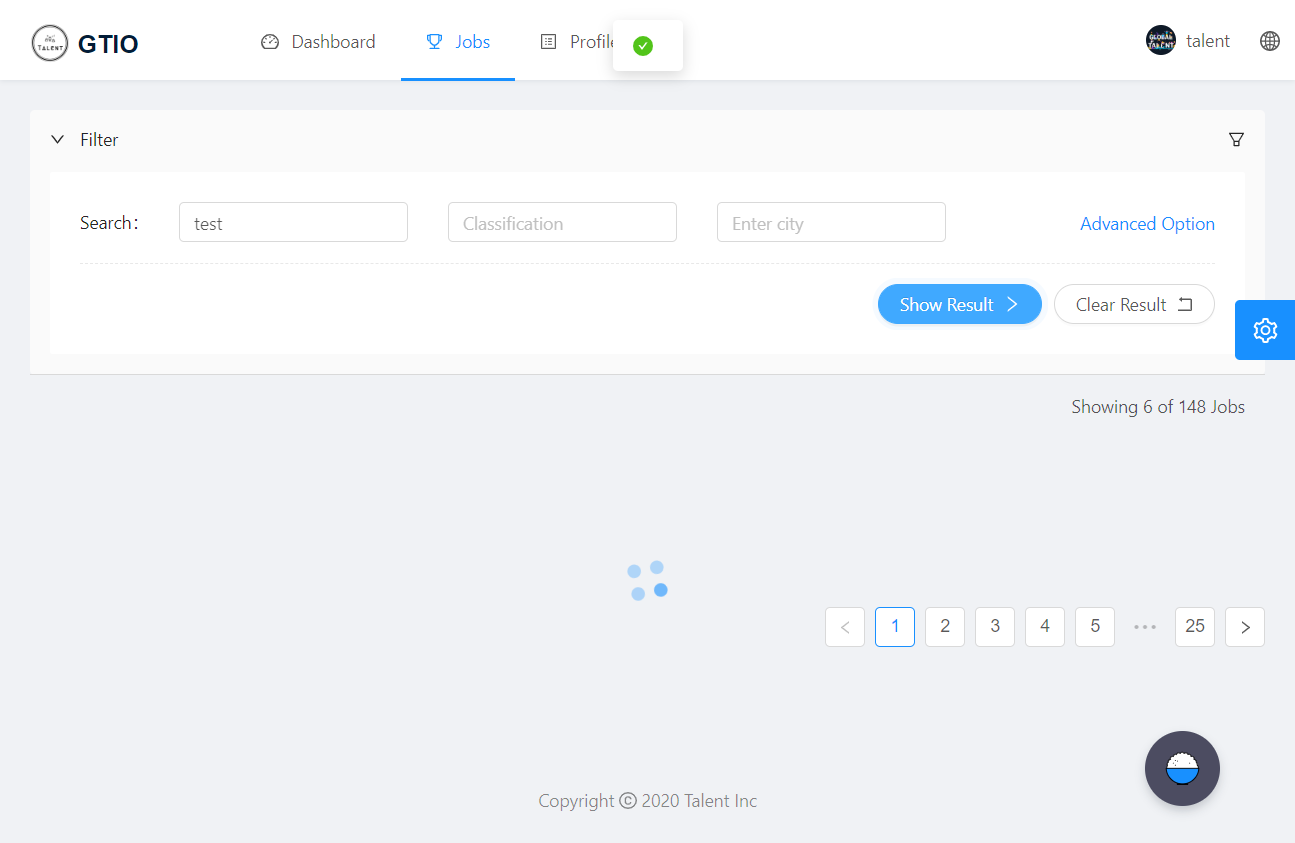 TALENT
GTIO
Dashboard
Jobs
Profile
GLOBAL
TALENT
talent
Filter
Search:
test
Classification
Enter city
Advanced Option
Show Result
Clear Result
Showing 6 of 148 Jobs
1
2
3
4
5
•••
25
Copyright © 2020 Talent Inc